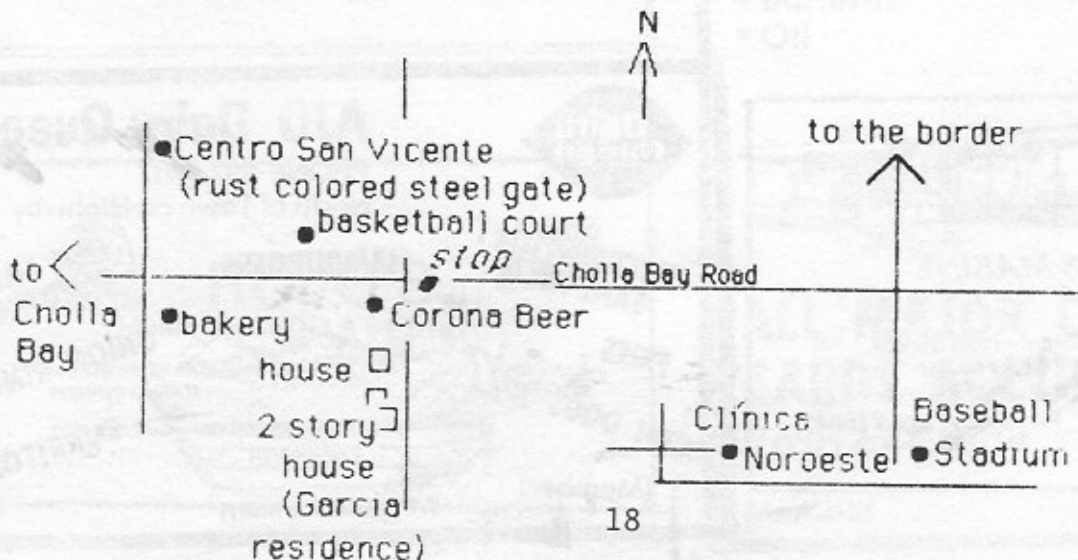 N
to the border
Centro San Vicente
(rust colored steel gate)
basketball court
stop
to
Cholla Bay Road
Cholla
Bay
bakery
Corona Beer
house
2 story
house
(Garcia
residence)
Clínica
Noroeste
Baseball
Stadium
18